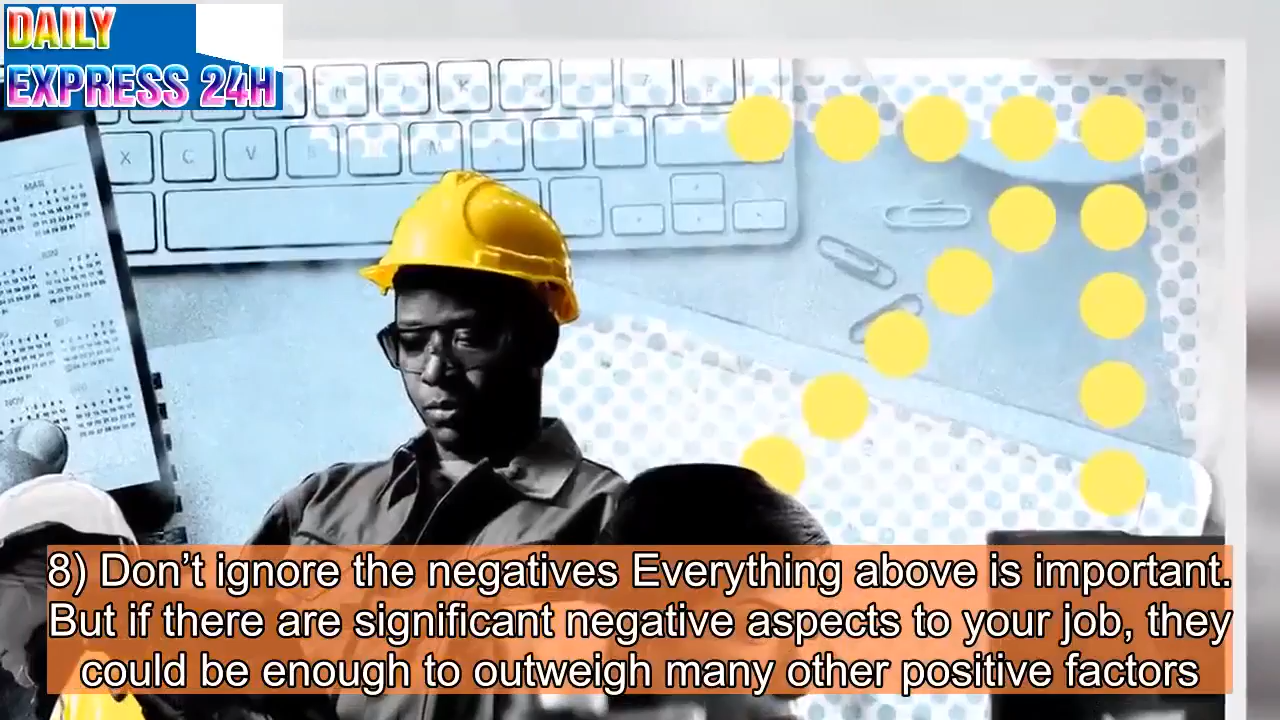 DAILY
EXPRESS 24H
X C V
MAR
8) Don’t ignore the negatives Everything above is important.
But if there are significant negative aspects to your job, they
could be enough to outweigh many other positive factors